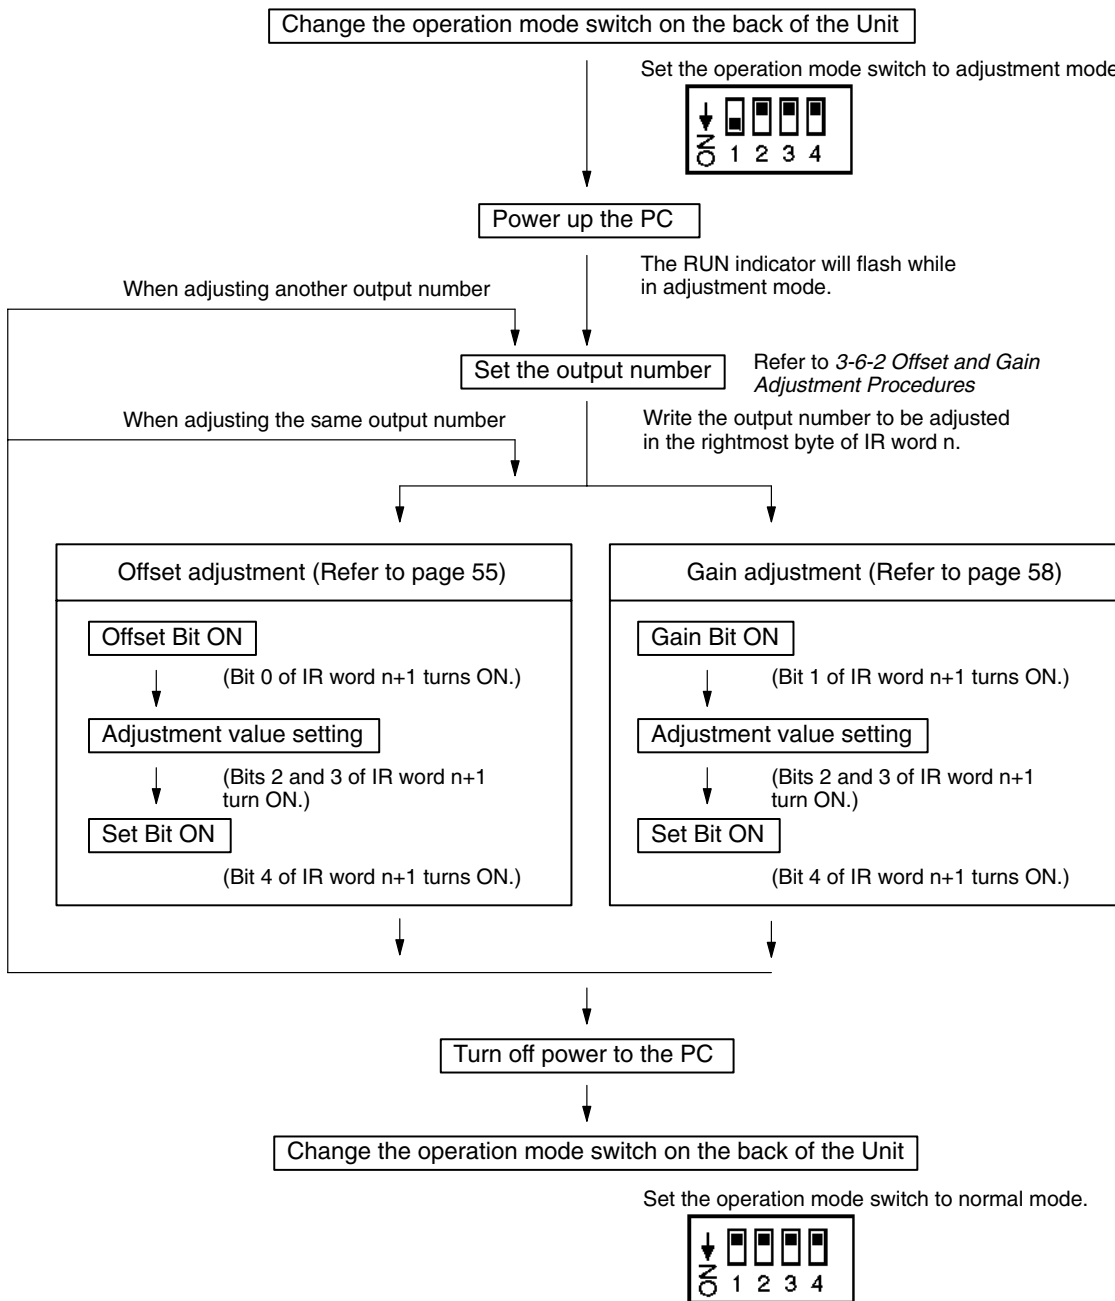 Change the operation mode switch on the back of the Unit
Set the operation mode switch to adjustment mode
ON
1 2 3 4
Power up the PC
The RUN indicator will flash while
in adjustment mode.
When adjusting another output number
Set the output number
Refer to 3-6-2 Offset and Gain
Adjustment Procedures
When adjusting the same output number
Write the output number to be adjusted
in the rightmost byte of IR word n.
Offset adjustment (Refer to page 55)
Offset Bit ON
(Bit 0 of IR word n+1 turns ON.)
Adjustment value setting
(Bits 2 and 3 of IR word n+1
turn ON.)
Set Bit ON
(Bit 4 of IR word n+1 turns ON.)
Gain adjustment (Refer to page 58)
Gain Bit ON
(Bit 1 of IR word n+1 turns ON.)
Adjustment value setting
(Bits 2 and 3 of IR word n+1
turn ON.)
Set Bit ON
(Bit 4 of IR word n+1 turns ON.)
Turn off power to the PC
Change the operation mode switch on the back of the Unit
Set the operation mode switch to normal mode.
ON
1 2 3 4